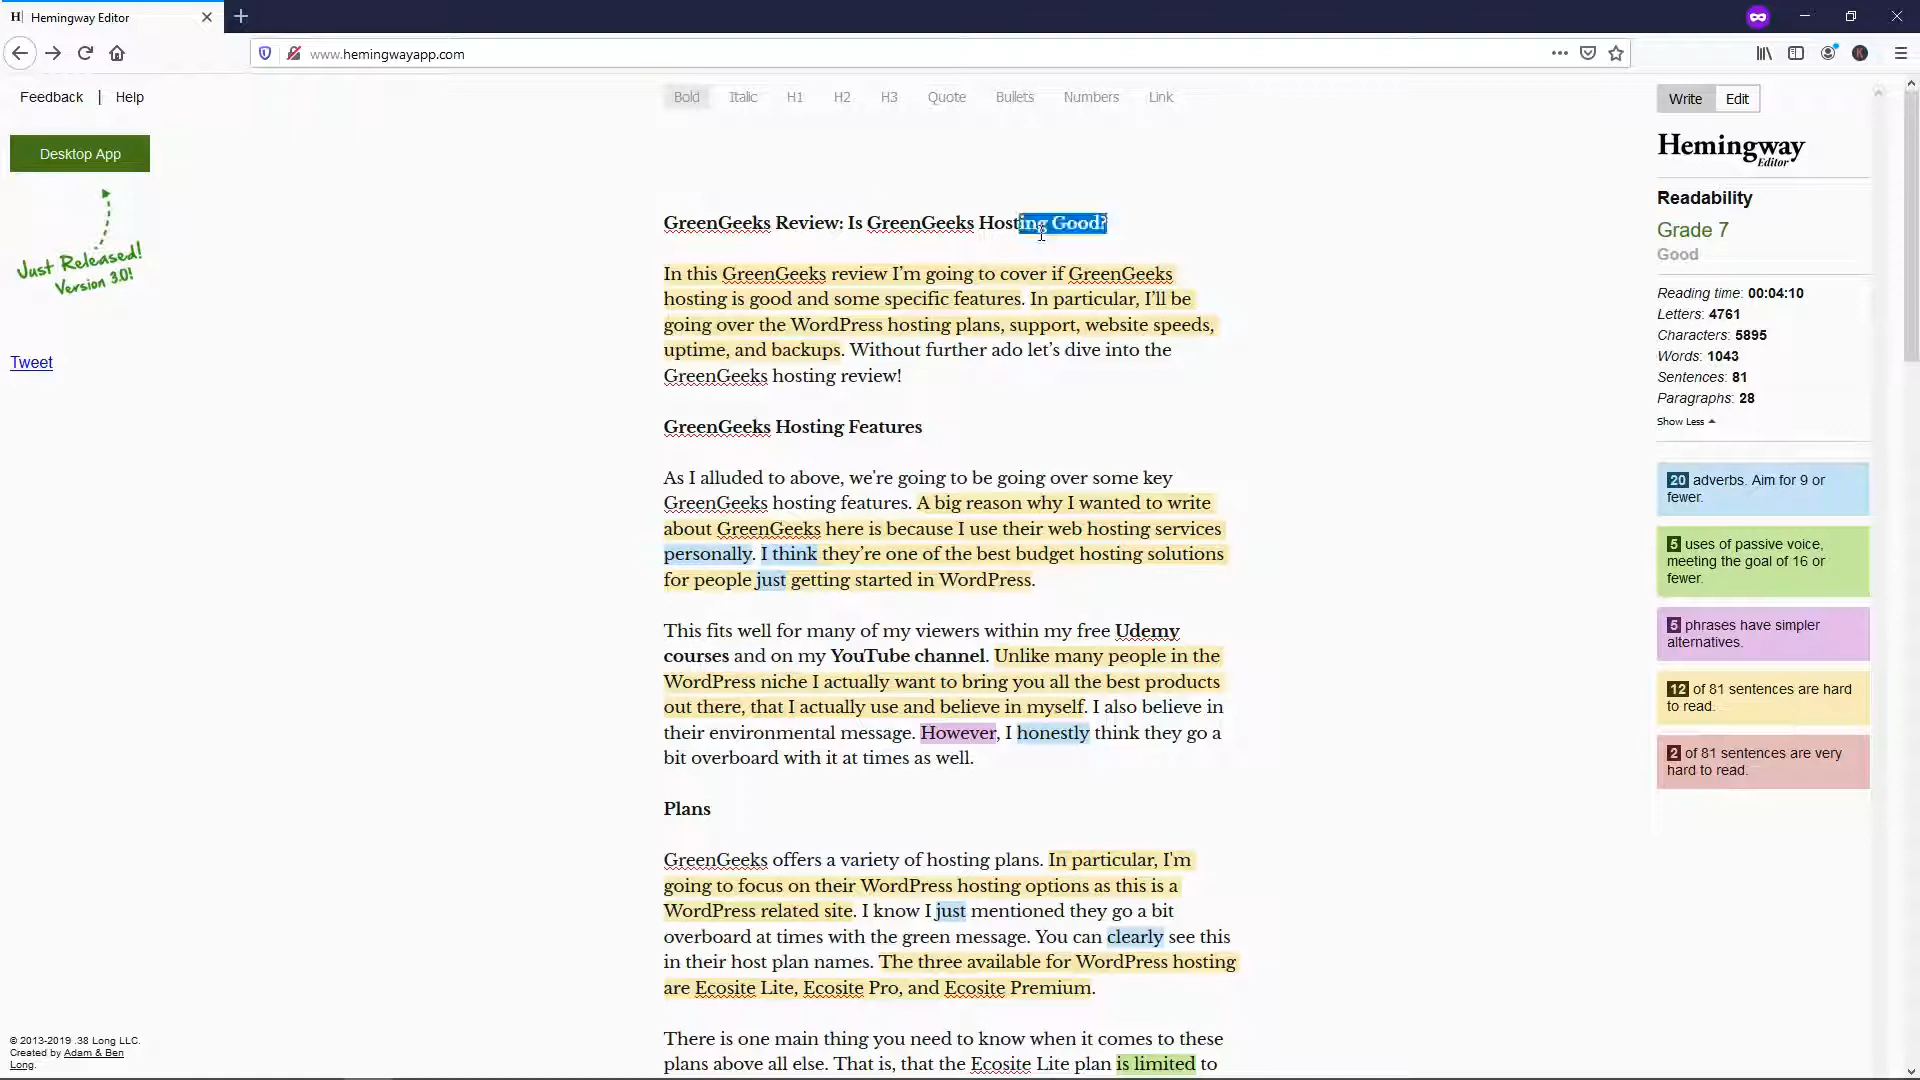 H Hemingway Editor
www.hemingwayapp.com
Feedback | Help
Bold Italic H1 H2 H3 Quote Bullets Numbers Link
Write Edit
Desktop App
Just Released!
Version 3.0!
Tweet
GreenGeeks Review: Is GreenGeeks Hosting Good?
In this GreenGeeks review I’m going to cover if GreenGeeks
hosting is good and some specific features. In particular, I’ll be
going over the WordPress hosting plans, support, website speeds,
uptime, and backups. Without further ado let’s dive into the
GreenGeeks hosting review!
GreenGeeks Hosting Features
As I alluded to above, we're going to be going over some key
GreenGeeks hosting features. A big reason why I wanted to write
about GreenGeeks here is because I use their web hosting services
personally. I think they’re one of the best budget hosting solutions
for people just getting started in WordPress.
This fits well for many of my viewers within my free Udemy
courses and on my YouTube channel. Unlike many people in the
WordPress niche I actually want to bring you all the best products
out there, that I actually use and believe in myself. I also believe in
their environmental message. However, I honestly think they go a
bit overboard with it at times as well.
Plans
GreenGeeks offers a variety of hosting plans. In particular, I'm
going to focus on their WordPress hosting options as this is a
WordPress related site. I know I just mentioned they go a bit
overboard at times with the green message. You can clearly see this
in their host plan names. The three available for WordPress hosting
are Ecosite Lite, Ecosite Pro, and Ecosite Premium.
There is one main thing you need to know when it comes to these
plans above all else. That is, that the Ecosite Lite plan is limited to
Hemingway
Editor
Readability
Grade 7
Good
Reading time: 00:04:10
Letters: 4761
Characters: 5895
Words: 1043
Sentences: 81
Paragraphs: 28
Show Less
20 adverbs. Aim for 9 or
fewer.
5 uses of passive voice,
meeting the goal of 16 or
fewer.
5 phrases have simpler
alternatives.
12 of 81 sentences are hard
to read.
2 of 81 sentences are very
hard to read.
© 2013-2019 .38 Long LLC.
Created by Adam & Ben
Long.